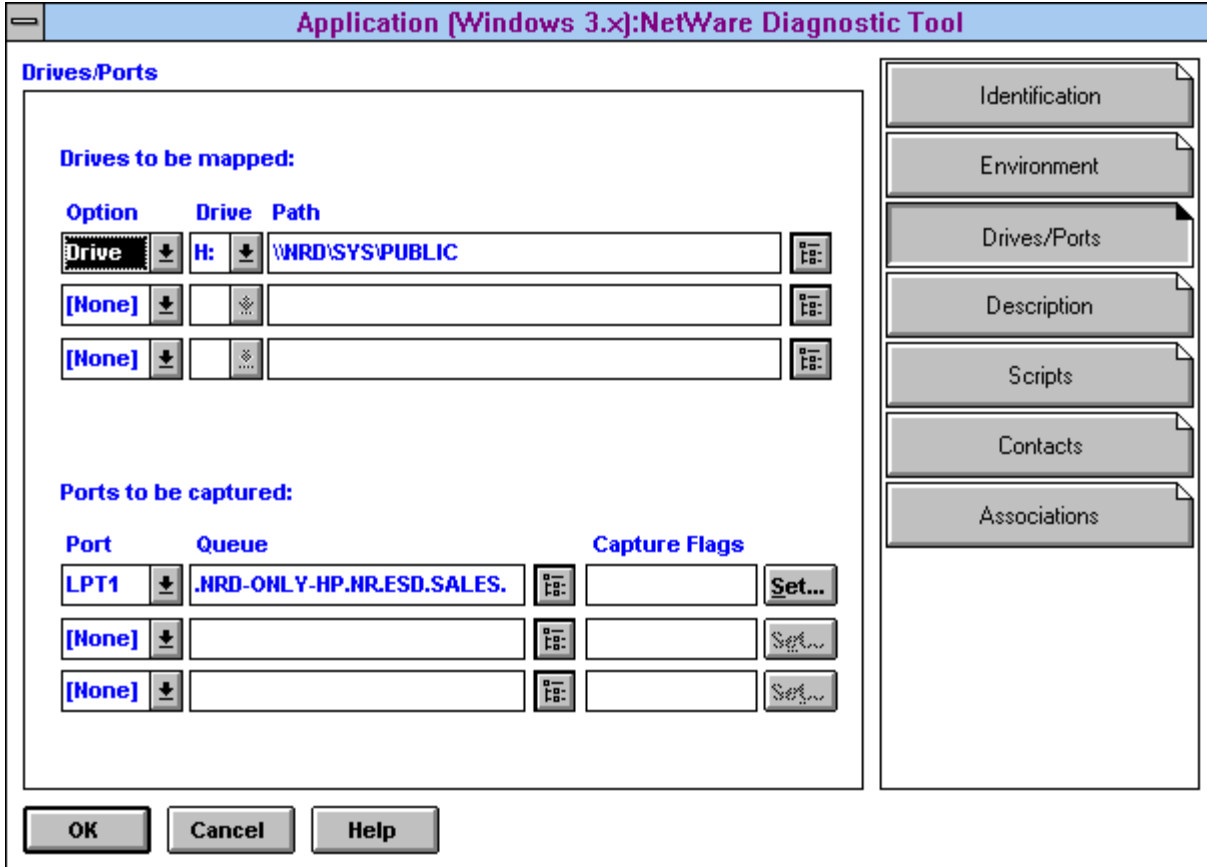 Application (Windows 3.x):NetWare Diagnostic Tool
Drives/Ports
Drives to be mapped:
Option Drive Path
Drive H: \\NRD\SYS\PUBLIC
[None]
[None]
Ports to be captured:
Port Queue Capture Flags
LPT1 .NRD-ONLY-HP.NR.ESD.SALES. Set...
[None] Set...
[None] Set...
OK Cancel Help
Identification
Environment
Drives/Ports
Description
Scripts
Contacts
Associations